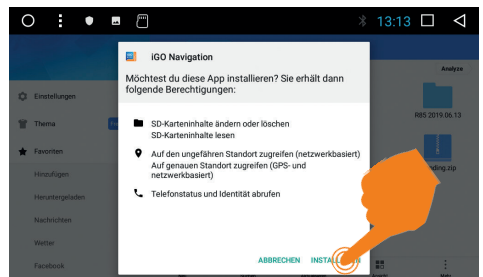 13:13
iGO Navigation
Möchtest du diese App installieren? Sie erhält dann
folgende Berechtigungen:
SD-Karteninhalte ändern oder löschen
SD-Karteninhalte lesen
Auf den ungefähren Standort zugreifen (netzwerkbasiert)
Auf genauen Standort zugreifen (GPS- und
netzwerkbasiert)
Telefonstatus und Identität abrufen
ABBRECHEN
Analyze
R85 2019.06.13
Einstellungen
Thema
Favoriten
Hinzufügen
Heruntergeladen
Nachrichten
Wetter
Facebook